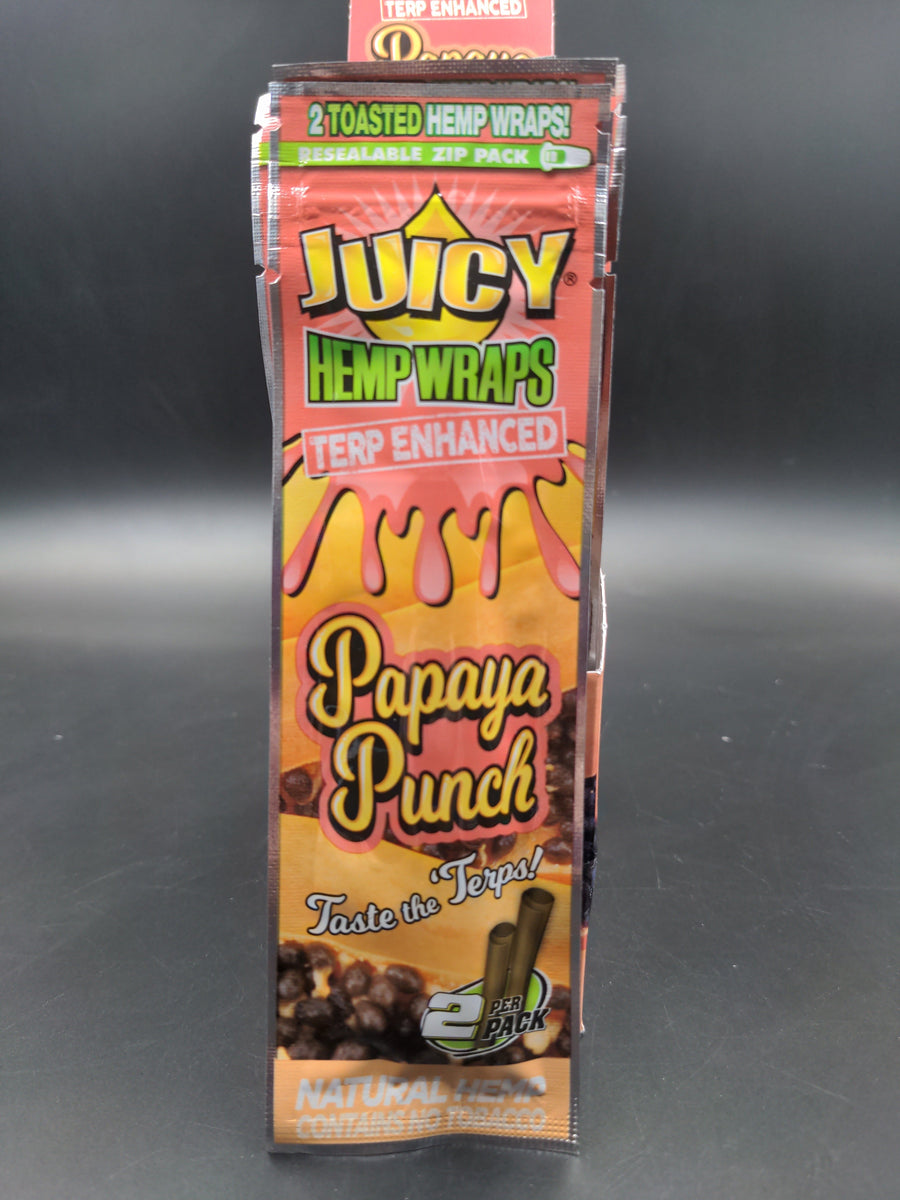 TERP ENHANCED
Papaya
2 TOASTED HEMP WRAPS!
RESEALABLE ZIP PACK
JUICY®
HEMP WRAPS
TERP ENHANCED
Papaya
Punch
Taste the 'Terps!
2 PER
PACK
NATURAL HEMP
CONTAINS NO TOBACCO